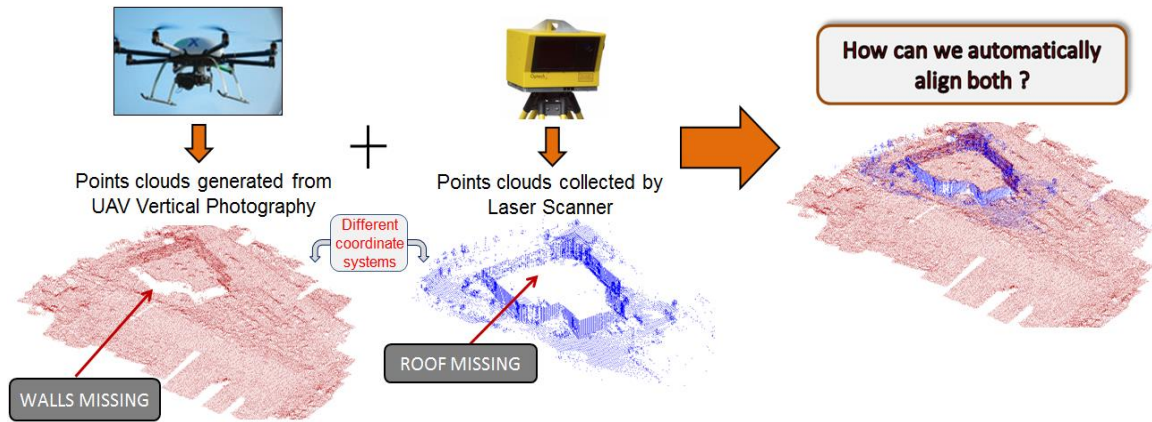 How can we automatically
align both ?
Points clouds generated from
UAV Vertical Photography
Points clouds collected by
Laser Scanner
Different
coordinate
systems
WALLS MISSING
ROOF MISSING
X
Optech